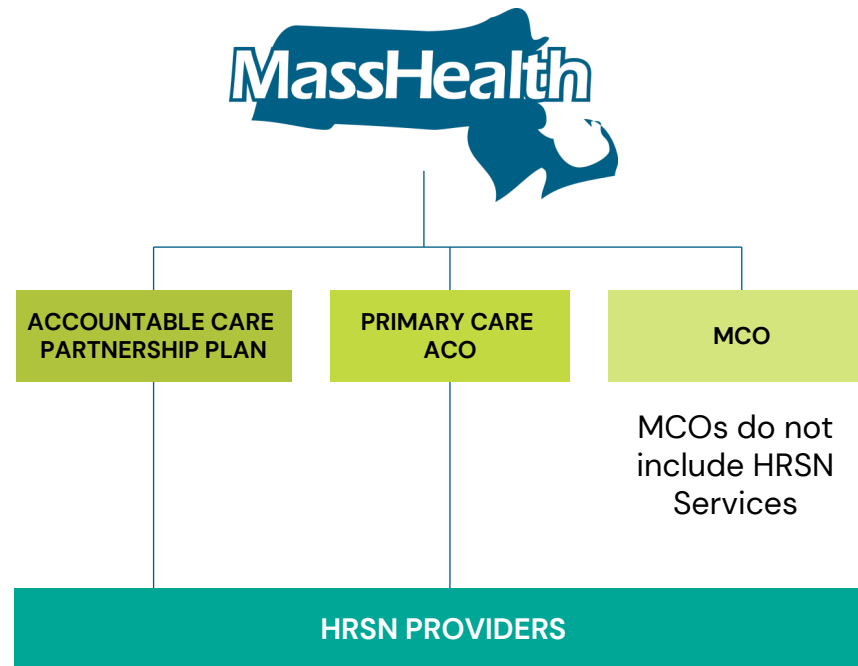 MassHealth
ACCOUNTABLE CARE
PARTNERSHIP PLAN
PRIMARY CARE
ACO
MCO
MCOs do not
include HRSN
Services
HRSN PROVIDERS